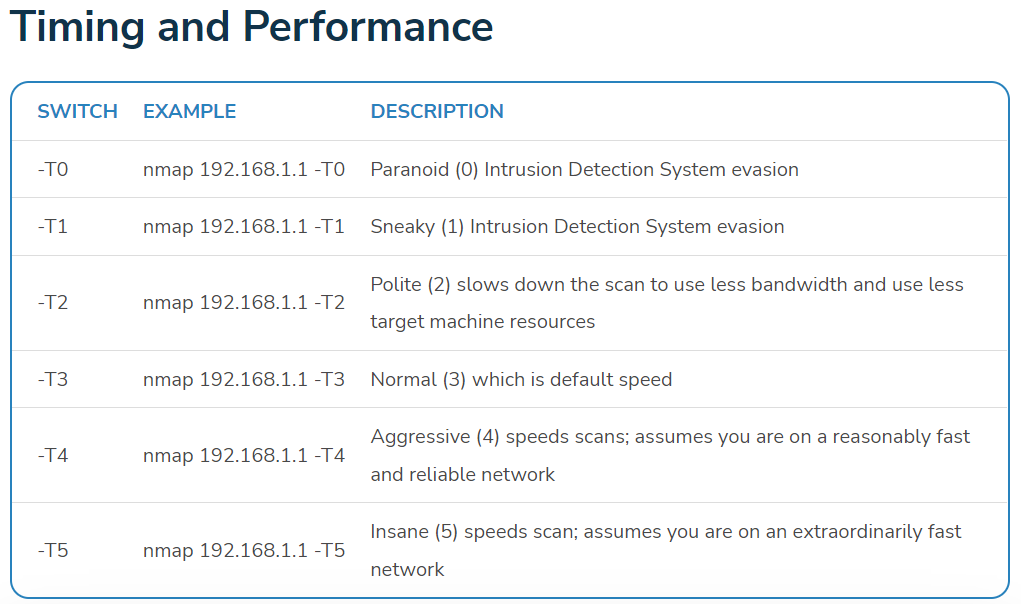 Timing and Performance
SWITCH EXAMPLE DESCRIPTION
-T0 nmap 192.168.1.1 -T0 Paranoid (0) Intrusion Detection System evasion
-T1 nmap 192.168.1.1 -T1 Sneaky (1) Intrusion Detection System evasion
-T2 nmap 192.168.1.1 -T2 Polite (2) slows down the scan to use less bandwidth and use less
target machine resources
-T3 nmap 192.168.1.1 -T3 Normal (3) which is default speed
-T4 nmap 192.168.1.1 -T4 Aggressive (4) speeds scans; assumes you are on a reasonably fast
and reliable network
-T5 nmap 192.168.1.1 -T5 Insane (5) speeds scan; assumes you are on an extraordinarily fast
network